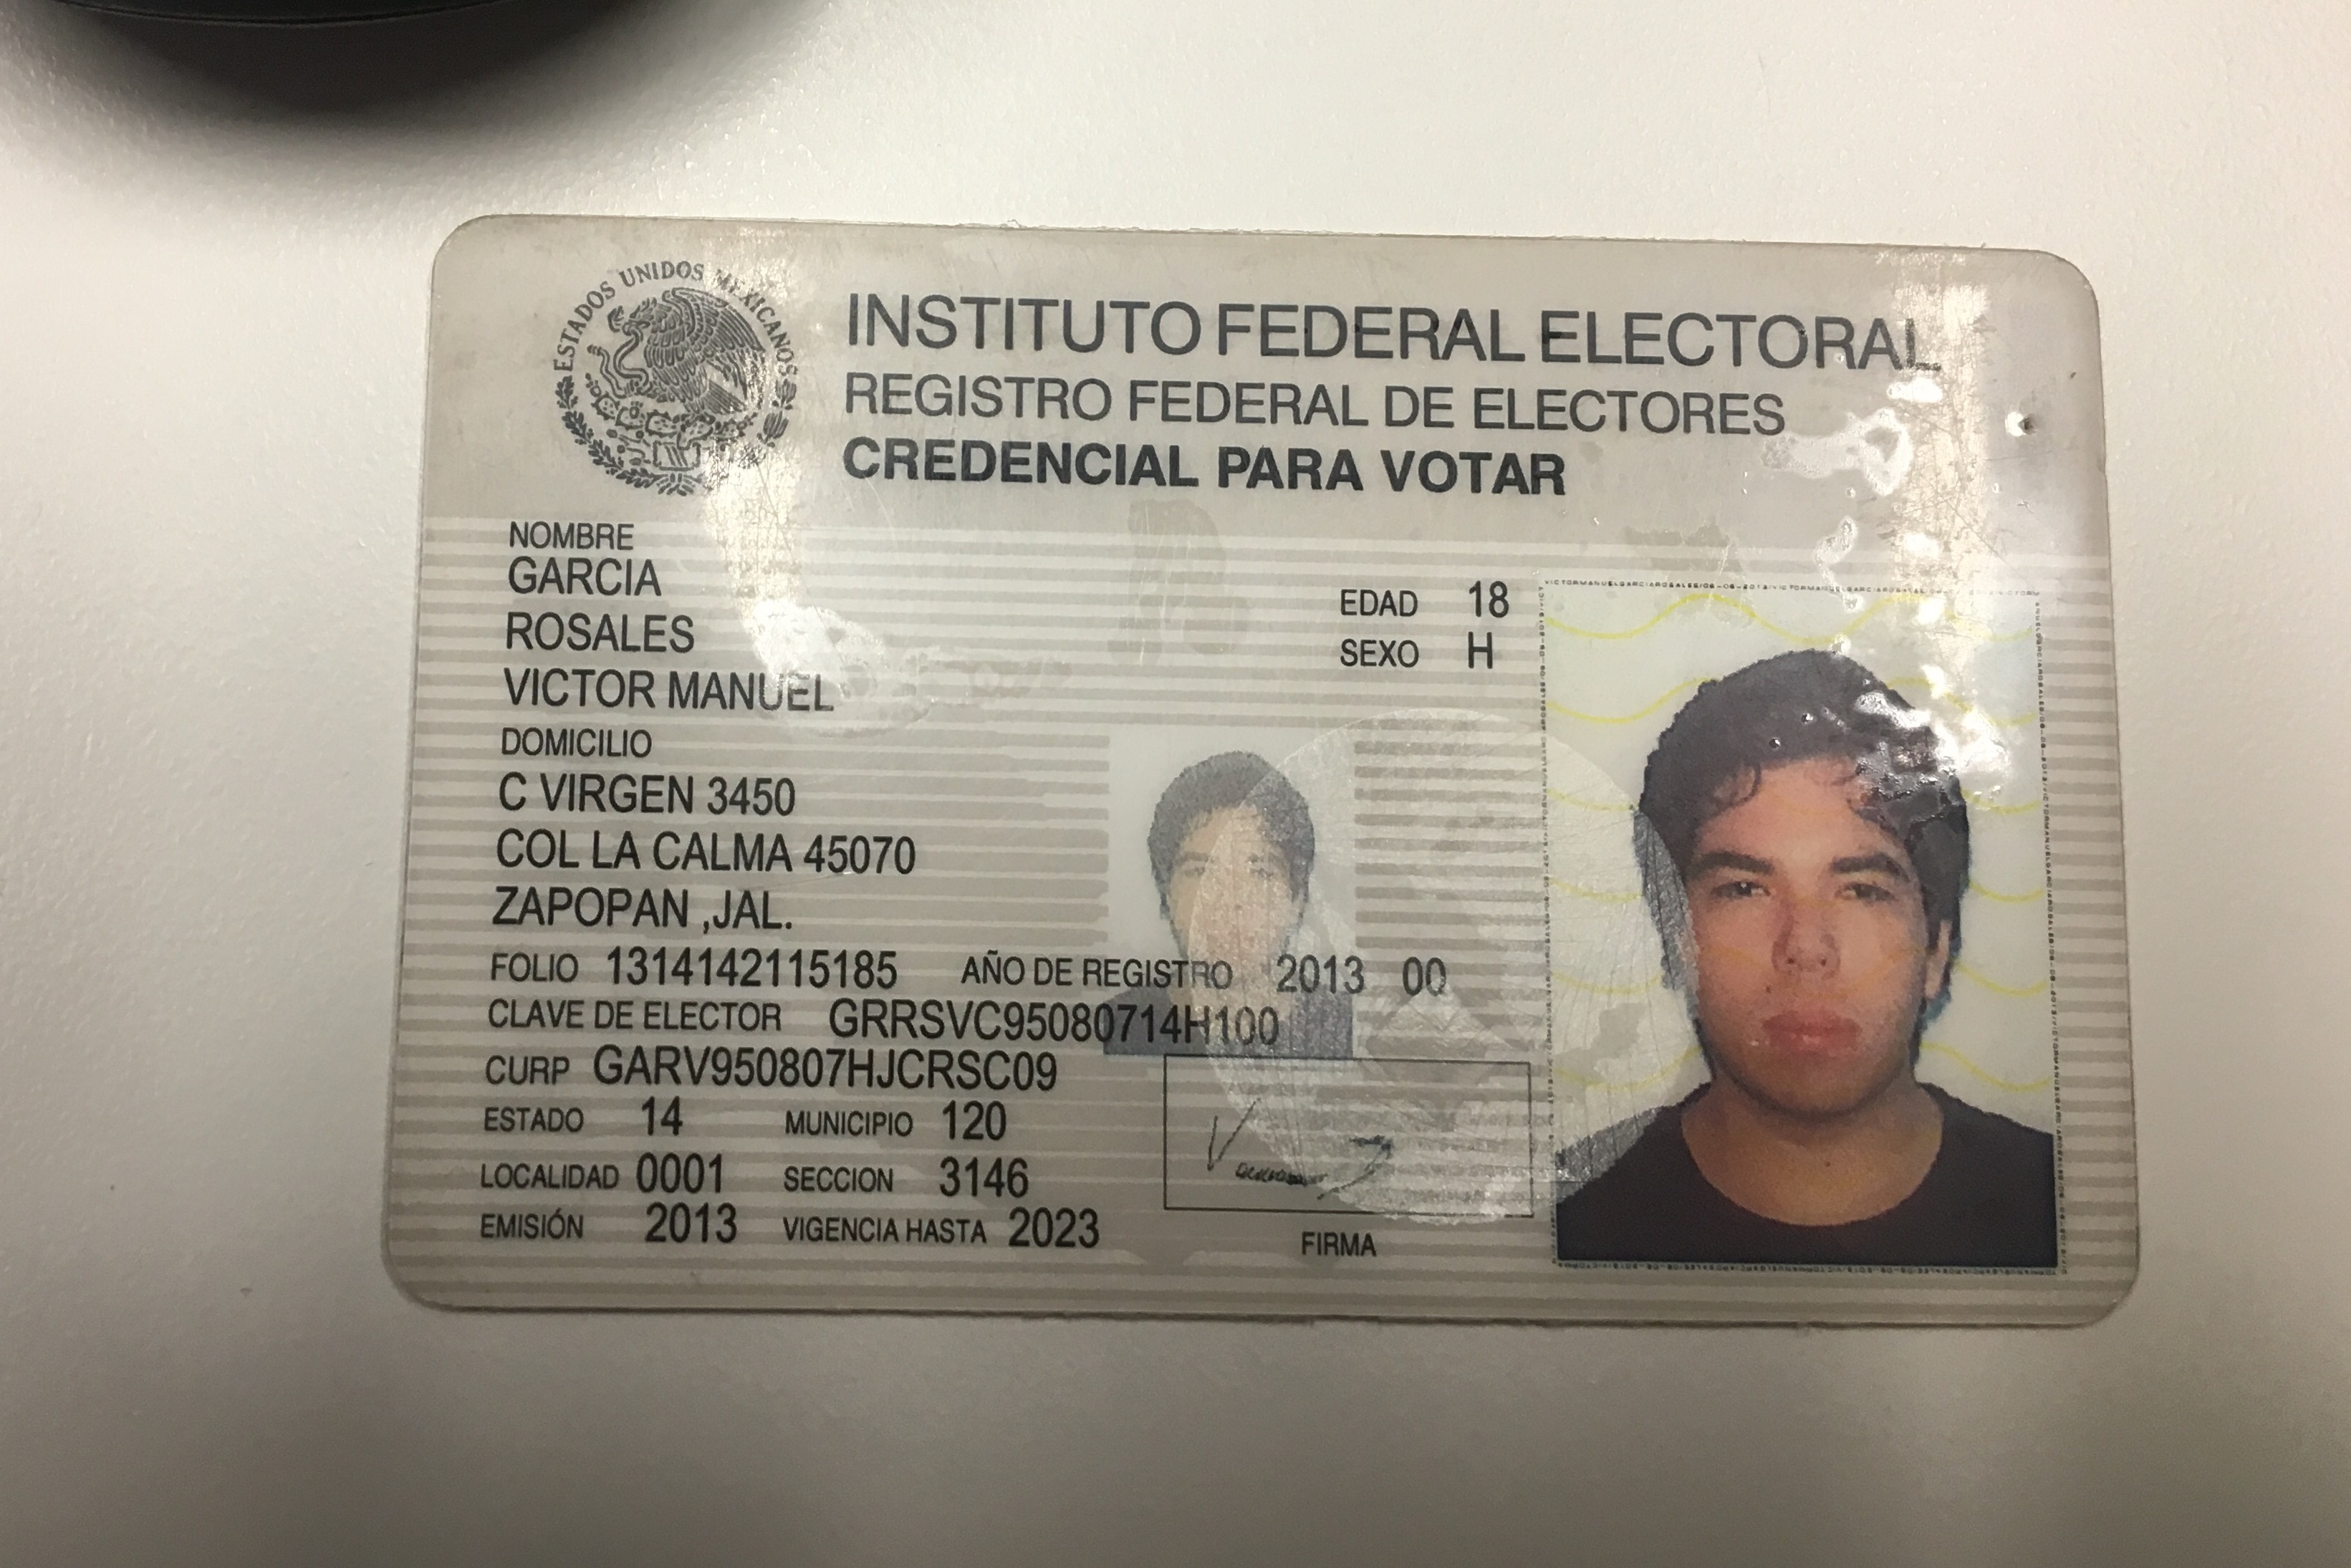 ESTADOS UNIDOS MEXICANOS
INSTITUTO FEDERAL ELECTORAL
REGISTRO FEDERAL DE ELECTORES
CREDENCIAL PARA VOTAR
NOMBRE
GARCIA
ROSALES
VICTOR MANUEL
EDAD 18
SEXO H
DOMICILIO
C VIRGEN 3450
COL LA CALMA 45070
ZAPOPAN ,JAL.
FOLIO 1314142115185 AÑO DE REGISTRO 2013 00
CLAVE DE ELECTOR GRRSVC95080714H100
CURP GARV950807HJCRSC09
ESTADO 14 MUNICIPIO 120
LOCALIDAD 0001 SECCION 3146
EMISIÓN 2013 VIGENCIA HASTA 2023
FIRMA